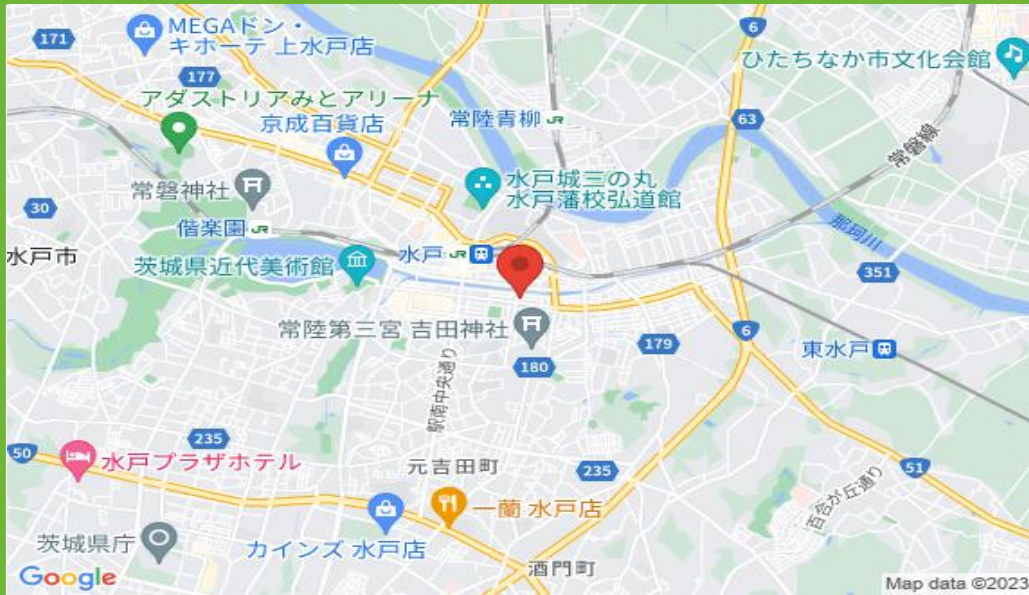 171
MEGAドン・
キホーテ 上水戸店
6
ひたちなか市文化会館
177
アダストリアみとアリーナ
京成百貨店
常陸青柳 JR
63
常磐線
常磐神社
水戸城三の丸
水戸藩校弘道館
30
偕楽園 JR
那珂川
水戸市
水戸 JR
茨城県近代美術館
351
常陸第三宮 吉田神社
6
179
東水戸
180
駅南中央通り
235
50
水戸プラザホテル
元吉田町
235
51
百合が丘通り
一蘭 水戸店
茨城県庁
カインズ 水戸店
酒門町
Google
Map data ©2023